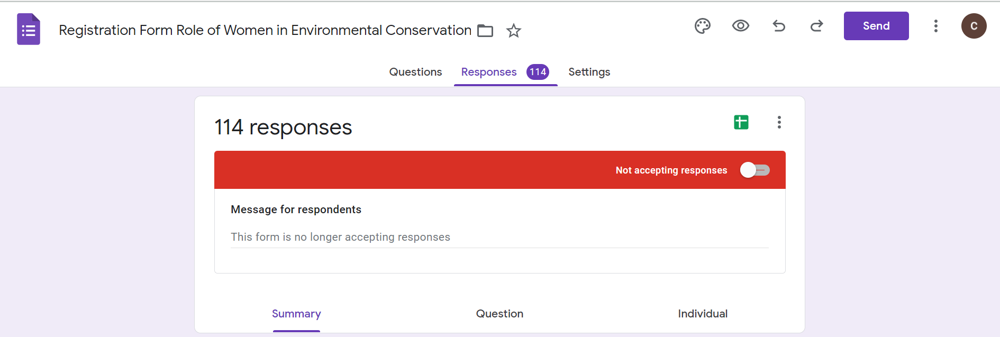 Registration Form Role of Women in Environmental Conservation
Send
C
Questions Responses 114 Settings
114 responses
Not accepting responses
Message for respondents
This form is no longer accepting responses
Summary Question Individual